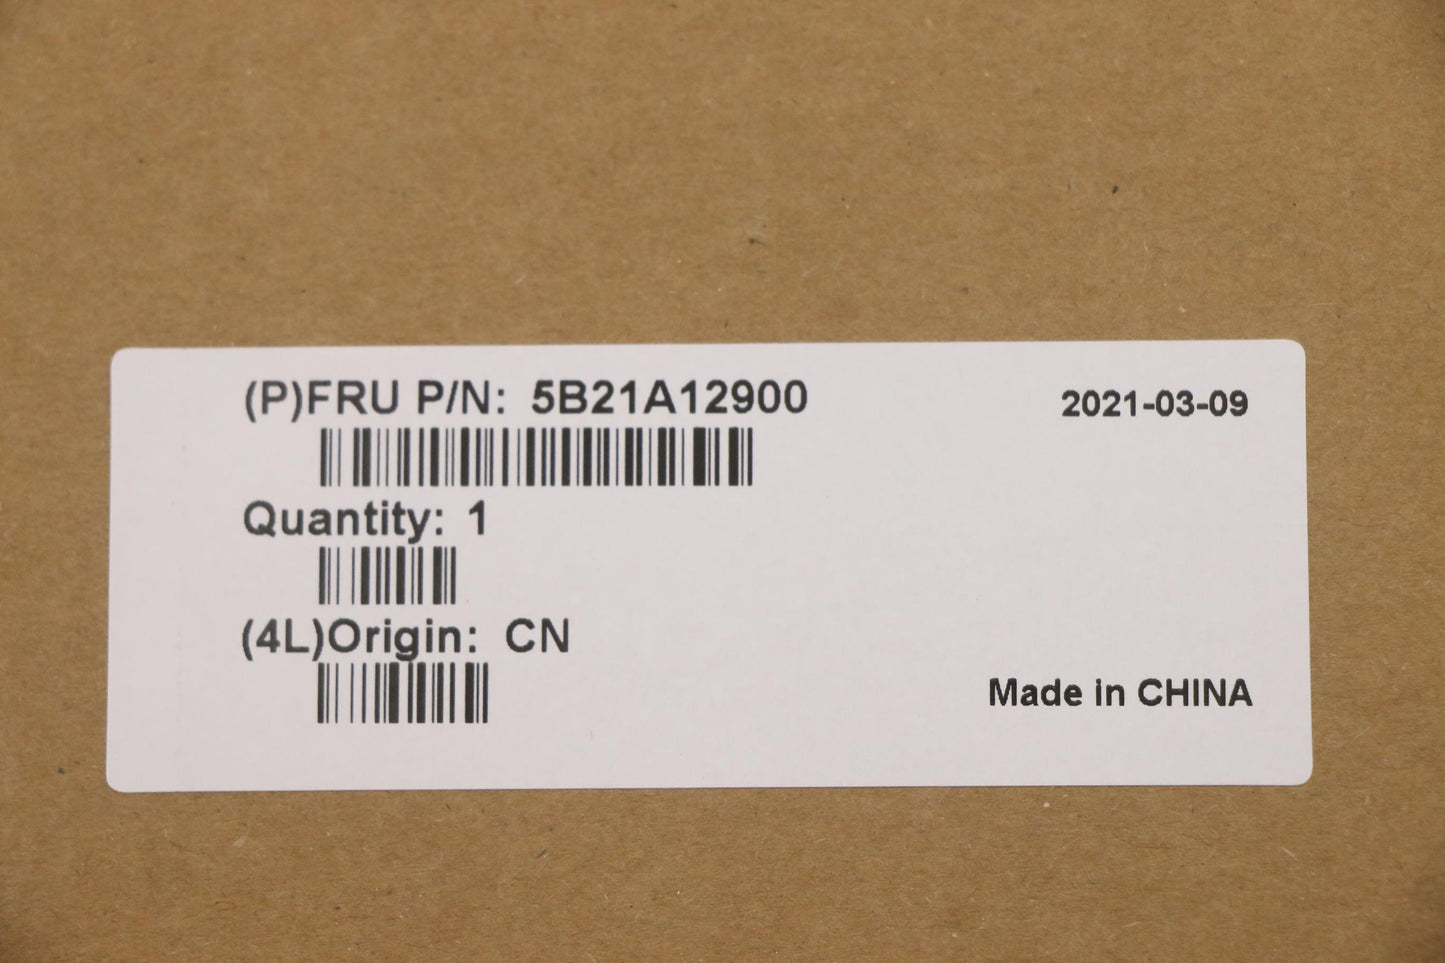 (P)FRU P/N: 5B21A12900
2021-03-09
Quantity: 1
(4L)Origin: CN
Made in CHINA